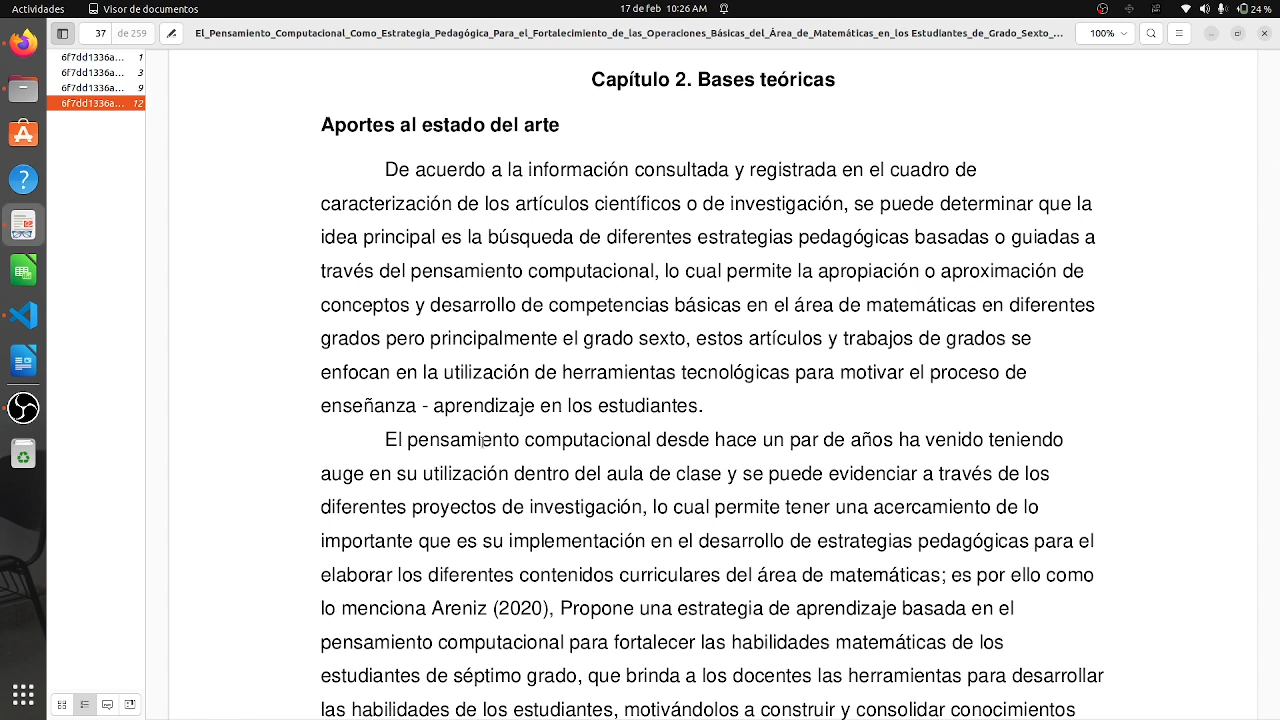 Actividades
Visor de documentos
17 de feb 10:26 AM
24 %
37
de 259
El_Pensamiento_Computacional_Como_Estrategia_Pedagógica_Para_el_Fortalecimiento_de_las_Operaciones_Básicas_del_Área_de_Matemáticas_en_los Estudiantes_de_Grado_Sexto_...
100%
6f7dd1336a... 1
6f7dd1336a... 3
6f7dd1336a... 9
6f7dd1336a... 12
Capítulo 2. Bases teóricas
Aportes al estado del arte
De acuerdo a la información consultada y registrada en el cuadro de
caracterización de los artículos científicos o de investigación, se puede determinar que la
idea principal es la búsqueda de diferentes estrategias pedagógicas basadas o guiadas a
través del pensamiento computacional, lo cual permite la apropiación o aproximación de
conceptos y desarrollo de competencias básicas en el área de matemáticas en diferentes
grados pero principalmente el grado sexto, estos artículos y trabajos de grados se
enfocan en la utilización de herramientas tecnológicas para motivar el proceso de
enseñanza - aprendizaje en los estudiantes.
El pensamiento computacional desde hace un par de años ha venido teniendo
auge en su utilización dentro del aula de clase y se puede evidenciar a través de los
diferentes proyectos de investigación, lo cual permite tener una acercamiento de lo
importante que es su implementación en el desarrollo de estrategias pedagógicas para el
elaborar los diferentes contenidos curriculares del área de matemáticas; es por ello como
lo menciona Areniz (2020), Propone una estrategia de aprendizaje basada en el
pensamiento computacional para fortalecer las habilidades matemáticas de los
estudiantes de séptimo grado, que brinda a los docentes las herramientas para desarrollar
las habilidades de los estudiantes, motivándolos a construir y consolidar conocimientos